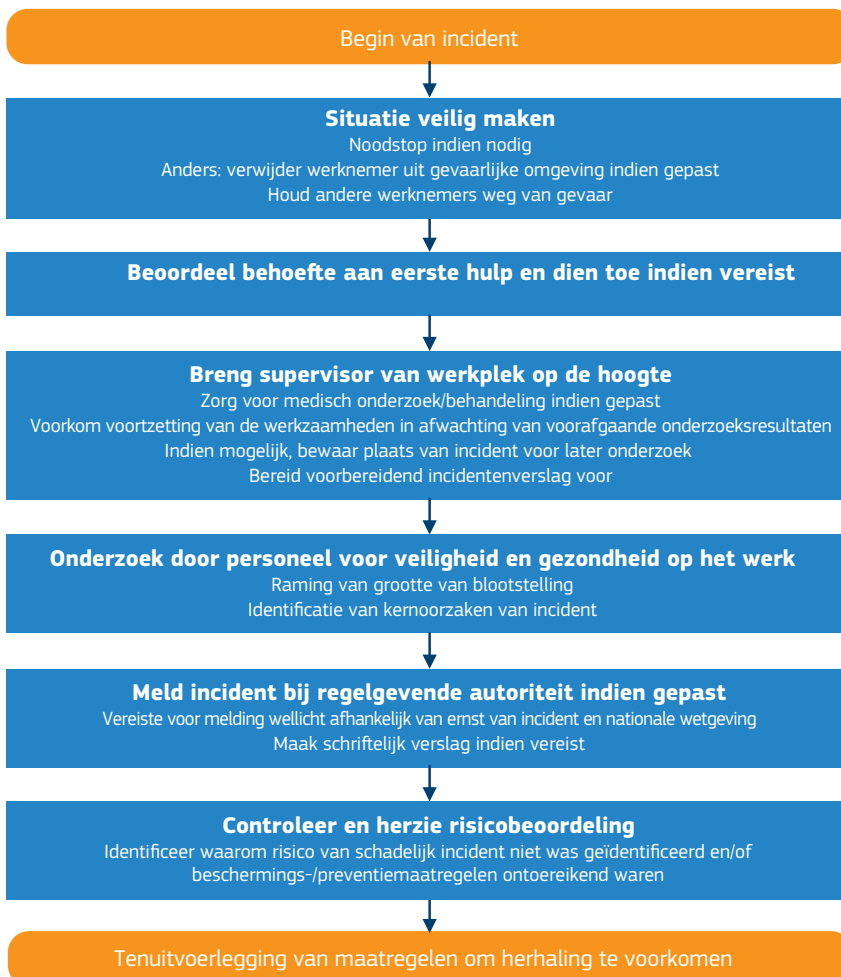 Begin van incident
Situatie veilig maken
Noodstop indien nodig
Anders: verwijder werknemer uit gevaarlijke omgeving indien gepast
Houd andere werknemers weg van gevaar
Beoordeel behoefte aan eerste hulp en dien toe indien vereist
Breng supervisor van werkplek op de hoogte
Zorg voor medisch onderzoek/behandeling indien gepast
Voorkom voortzetting van de werkzaamheden in afwachting van voorafgaande onderzoeksresultaten
Indien mogelijk, bewaar plaats van incident voor later onderzoek
Bereid voorbereidend incidentenverslag voor
Onderzoek door personeel voor veiligheid en gezondheid op het werk
Raming van grootte van blootstelling
Identificatie van kernoorzaken van incident
Meld incident bij regelgevende autoriteit indien gepast
Vereiste voor melding wellicht afhankelijk van ernst van incident en nationale wetgeving
Maak schriftelijk verslag indien vereist
Controleer en herzie risicobeoordeling
Identificeer waarom risico van schadelijk incident niet was geïdentificeerd en/of
beschermings-/preventiemaatregelen ontoereikend waren
Tenuitvoerlegging van maatregelen om herhaling te voorkomen